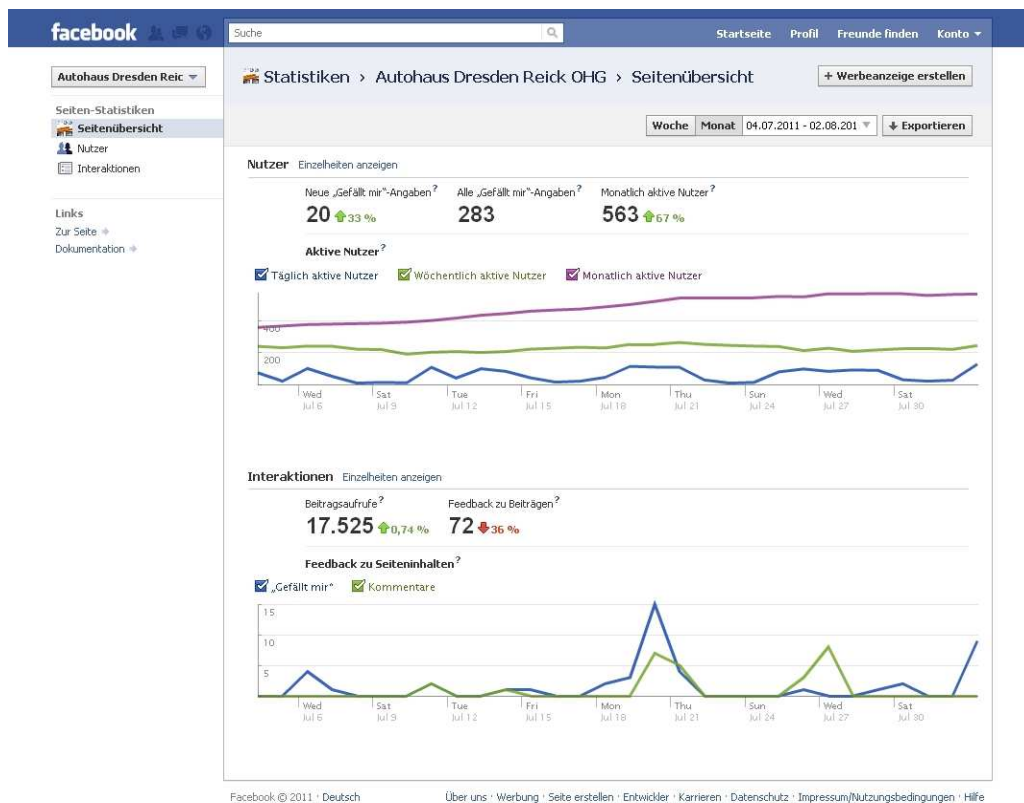 facebook Suche Startseite Profil Freunde finden Konto
Autohaus Dresden Reic
Seiten-Statistiken
Seitenübersicht
Nutzer
Interaktionen
Links
Zur Seite
Dokumentation
Statistiken › Autohaus Dresden Reick OHG › Seitenübersicht + Werbeanzeige erstellen
Woche Monat 04.07.2011 - 02.08.201 Exportieren
Nutzer Einzelheiten anzeigen
Neue „Gefällt mir"-Angaben? Alle „Gefällt mir"-Angaben? Monatlich aktive Nutzer?
20 33 % 283 563 67 %
Aktive Nutzer?
Täglich aktive Nutzer Wöchentlich aktive Nutzer Monatlich aktive Nutzer
400
200
Wed Sat Tue Fri Mon Thu Sun Wed Sat
Jul 6 Jul 9 Jul 12 Jul 15 Jul 18 Jul 21 Jul 24 Jul 27 Jul 30
Interaktionen Einzelheiten anzeigen
Beitragsaufrufe? Feedback zu Beiträgen?
17.525 0,74 % 72 36 %
Feedback zu Seiteninhalten?
„Gefällt mir" Kommentare
15
10
5
Wed Sat Tue Fri Mon Thu Sun Wed Sat
Jul 6 Jul 9 Jul 12 Jul 15 Jul 18 Jul 21 Jul 24 Jul 27 Jul 30
Facebook © 2011 · Deutsch Über uns · Werbung · Seite erstellen · Entwickler · Karrieren · Datenschutz · Impressum/Nutzungsbedingungen · Hilfe